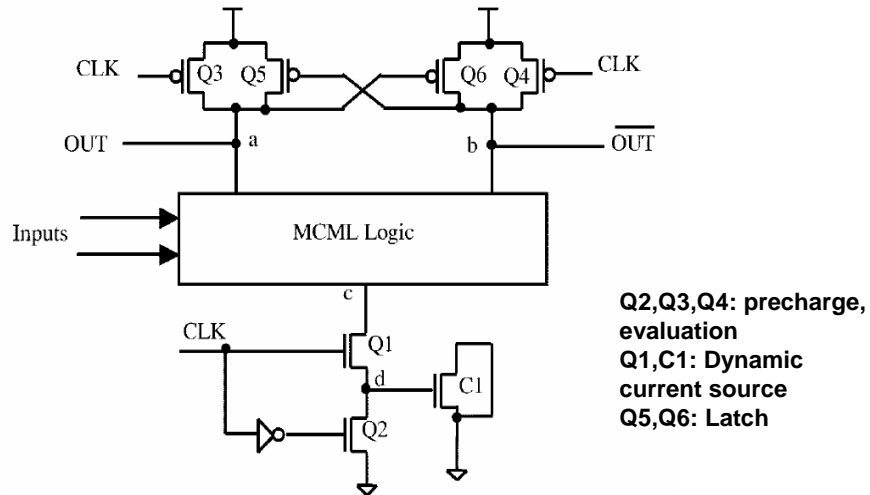 CLK
Q3
Q5
Q6
Q4
CLK
OUT
a
b
OUT
Inputs
MCML Logic
c
CLK
Q1
d
C1
Q2
Q2,Q3,Q4: precharge,
evaluation
Q1,C1: Dynamic
current source
Q5,Q6: Latch